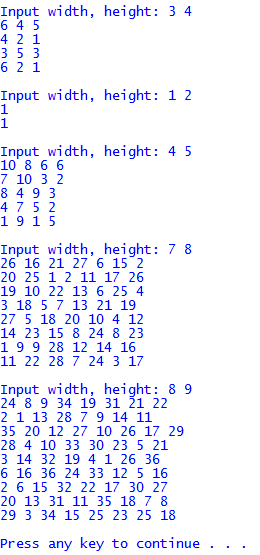 Input width, height: 3 4
6 4 5
4 2 1
3 5 3
6 2 1
Input width, height: 1 2
1
1
Input width, height: 4 5
10 8 6 6
7 10 3 2
8 4 9 3
4 7 5 2
1 9 1 5
Input width, height: 7 8
26 16 21 27 6 15 2
20 25 1 2 11 17 26
19 10 22 13 6 25 4
3 18 5 7 13 21 19
27 5 18 20 10 4 12
14 23 15 8 24 8 23
1 9 9 28 12 14 16
11 22 28 7 24 3 17
Input width, height: 8 9
24 8 9 34 19 31 21 22
2 1 13 28 7 9 14 11
35 20 12 27 10 26 17 29
28 4 10 33 30 23 5 21
3 14 32 19 4 1 26 36
6 16 36 24 33 12 5 16
2 6 15 32 22 17 30 27
20 13 31 11 35 18 7 8
29 3 34 15 25 23 25 18
Press any key to continue . . .